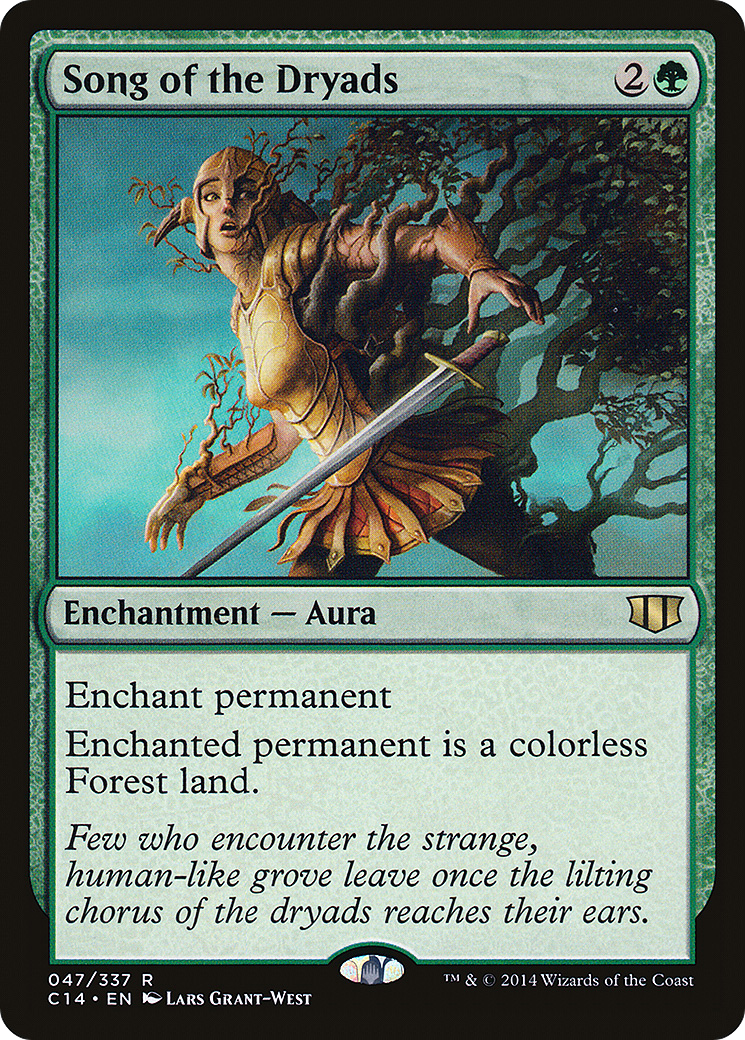 Song of the Dryads 2
Enchantment — Aura
Enchant permanent
Enchanted permanent is a colorless
Forest land.
Few who encounter the strange,
human-like grove leave once the lilting
chorus of the dryads reaches their ears.
047/337 R
C14 • EN Lars Grant-West
™ & © 2014 Wizards of the Coast